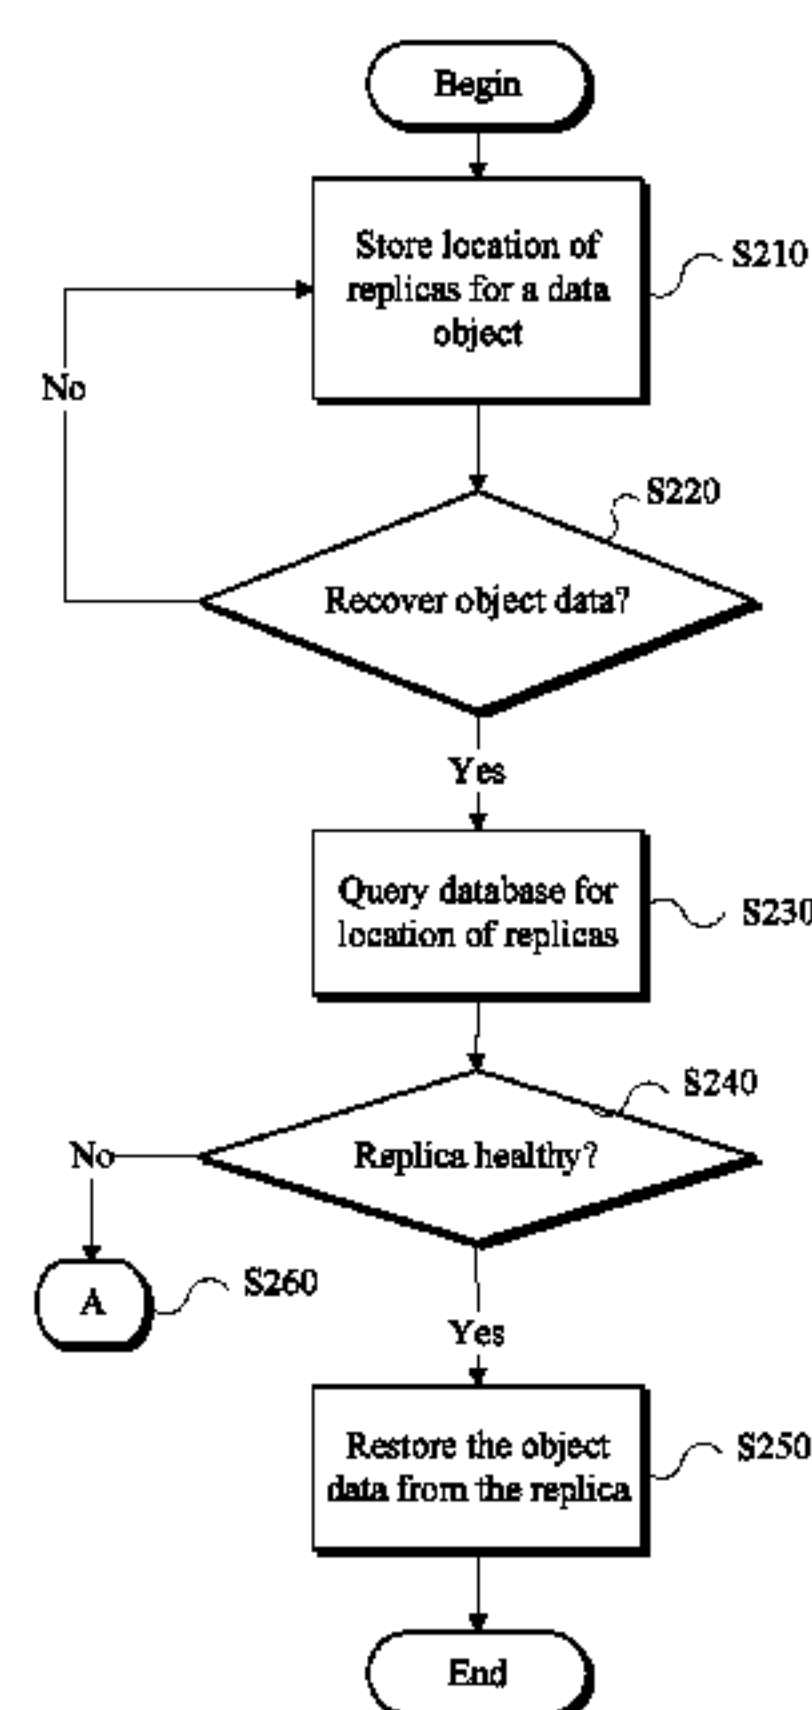 Begin
Store location of
replicas for a data
object
S210
No
S220
Recover object data?
Yes
Query database for
location of replicas
S230
S240
Replica healthy?
No
A
S260
Yes
Restore the object
data from the replica
S250
End